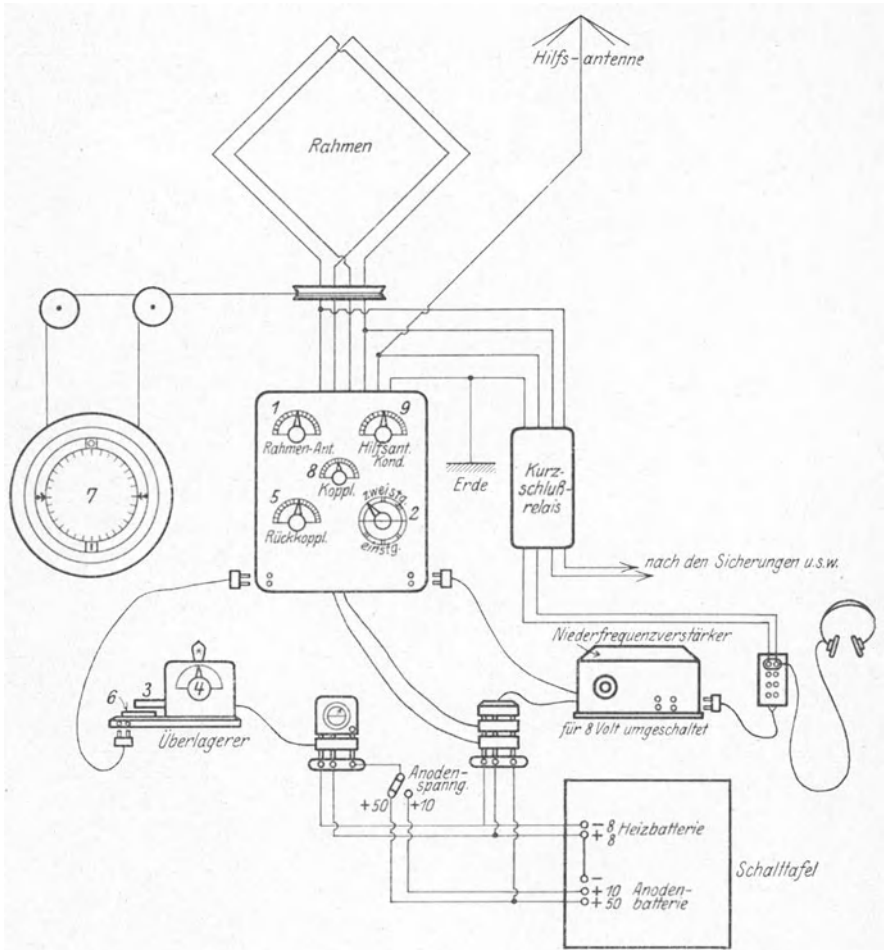 Hilfs-antenne
Rahmen
1
9
Rahmen-Ant.
Hilfsant.
Kond.
8
Koppl.
5
Rückkoppl.
zweistg.
2
einstg.
7
Erde
Kurz-
schluß-
relais
nach den Sicherungen u.s.w.
Niederfrequenzverstärker
für 8 Volt umgeschaltet
6
3
4
Überlagerer
Anoden-
spanng.
+50
+10
- 8
+ 8
Heizbatterie
-
+ 10 Anoden-
+ 50 batterie
Schalttafel